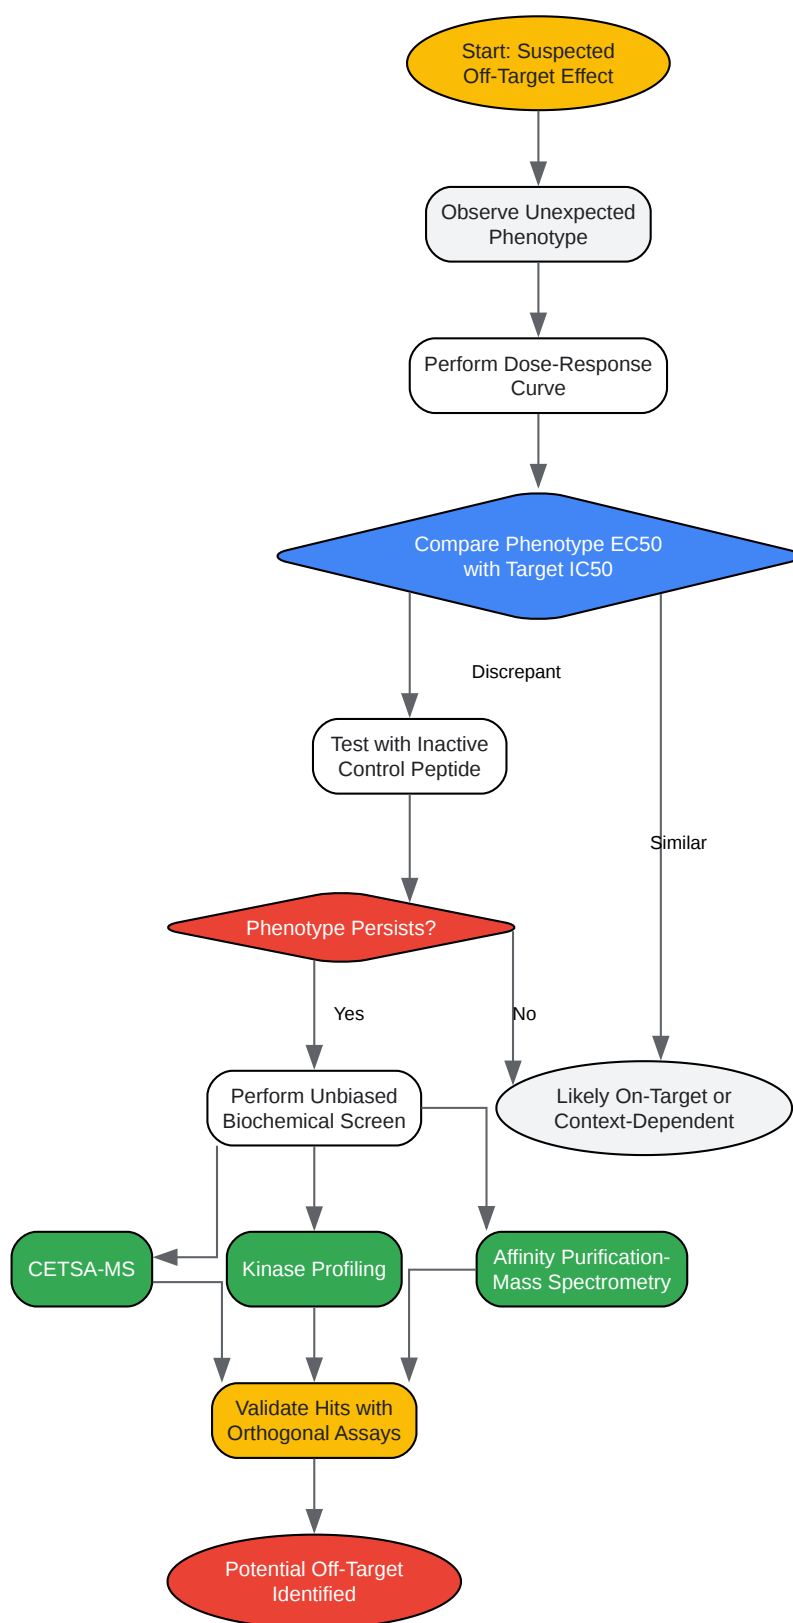 Start: Suspected
Off-Target Effect
Observe Unexpected
Phenotype
Perform Dose-Response
Curve
Compare Phenotype EC50
with Target IC50
Discrepant
Test with Inactive
Control Peptide
Similar
Phenotype Persists?
Yes
No
Perform Unbiased
Biochemical Screen
Likely On-Target or
Context-Dependent
CETSA-MS
Kinase Profiling
Affinity Purification-
Mass Spectrometry
Validate Hits with
Orthogonal Assays
Potential Off-Target
Identified